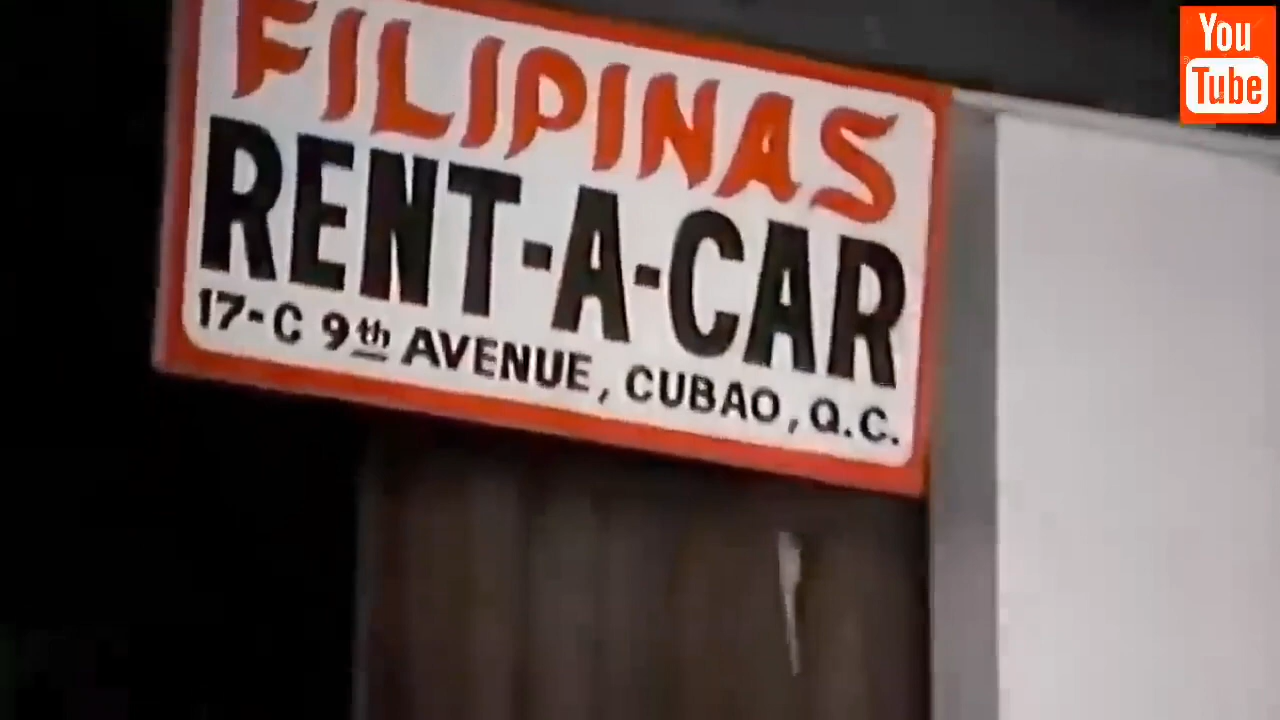 FILIPINAS
RENT-A-CAR
17-C 9th AVENUE, CUBAO, Q.C.
You
Tube